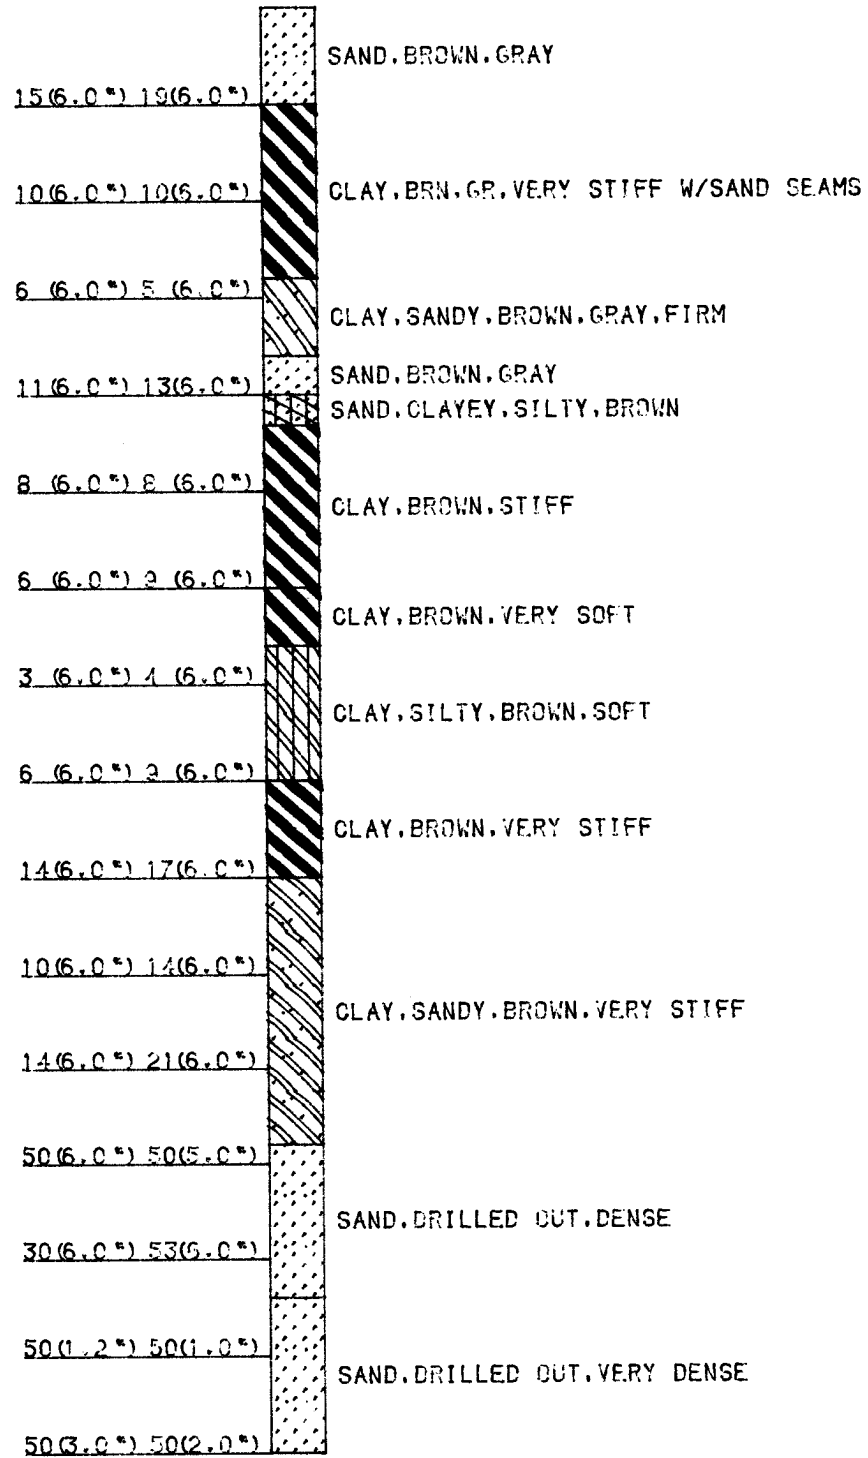 SAND.BROWN.GRAY
15(6.0") 19(6.0")
10(6.0") 10(6.0")
CLAY.BRN.GR.VERY STIFF W/SAND SEAMS
6 (6.0") 5 (6.0")
CLAY.SANDY.BROWN.GRAY.FIRM
SAND.BROWN.GRAY
11(6.0") 13(6.0")
SAND.CLAYEY.SILTY.BROWN
8 (6.0") 8 (6.0")
CLAY.BROWN.STIFF
6 (6.0") 9 (6.0")
CLAY.BROWN.VERY SOFT
3 (6.0") 4 (6.0")
CLAY.SILTY.BROWN.SOFT
6 (6.0") 9 (6.0")
CLAY.BROWN.VERY STIFF
14(6.0") 17(6.0")
10(6.0") 14(6.0")
CLAY.SANDY.BROWN.VERY STIFF
14(6.0") 21(6.0")
50(6.0") 50(5.0")
SAND.DRILLED OUT.DENSE
30(6.0") 53(6.0")
50(1.2") 50(1.0")
SAND.DRILLED OUT.VERY DENSE
50(3.0") 50(2.0")